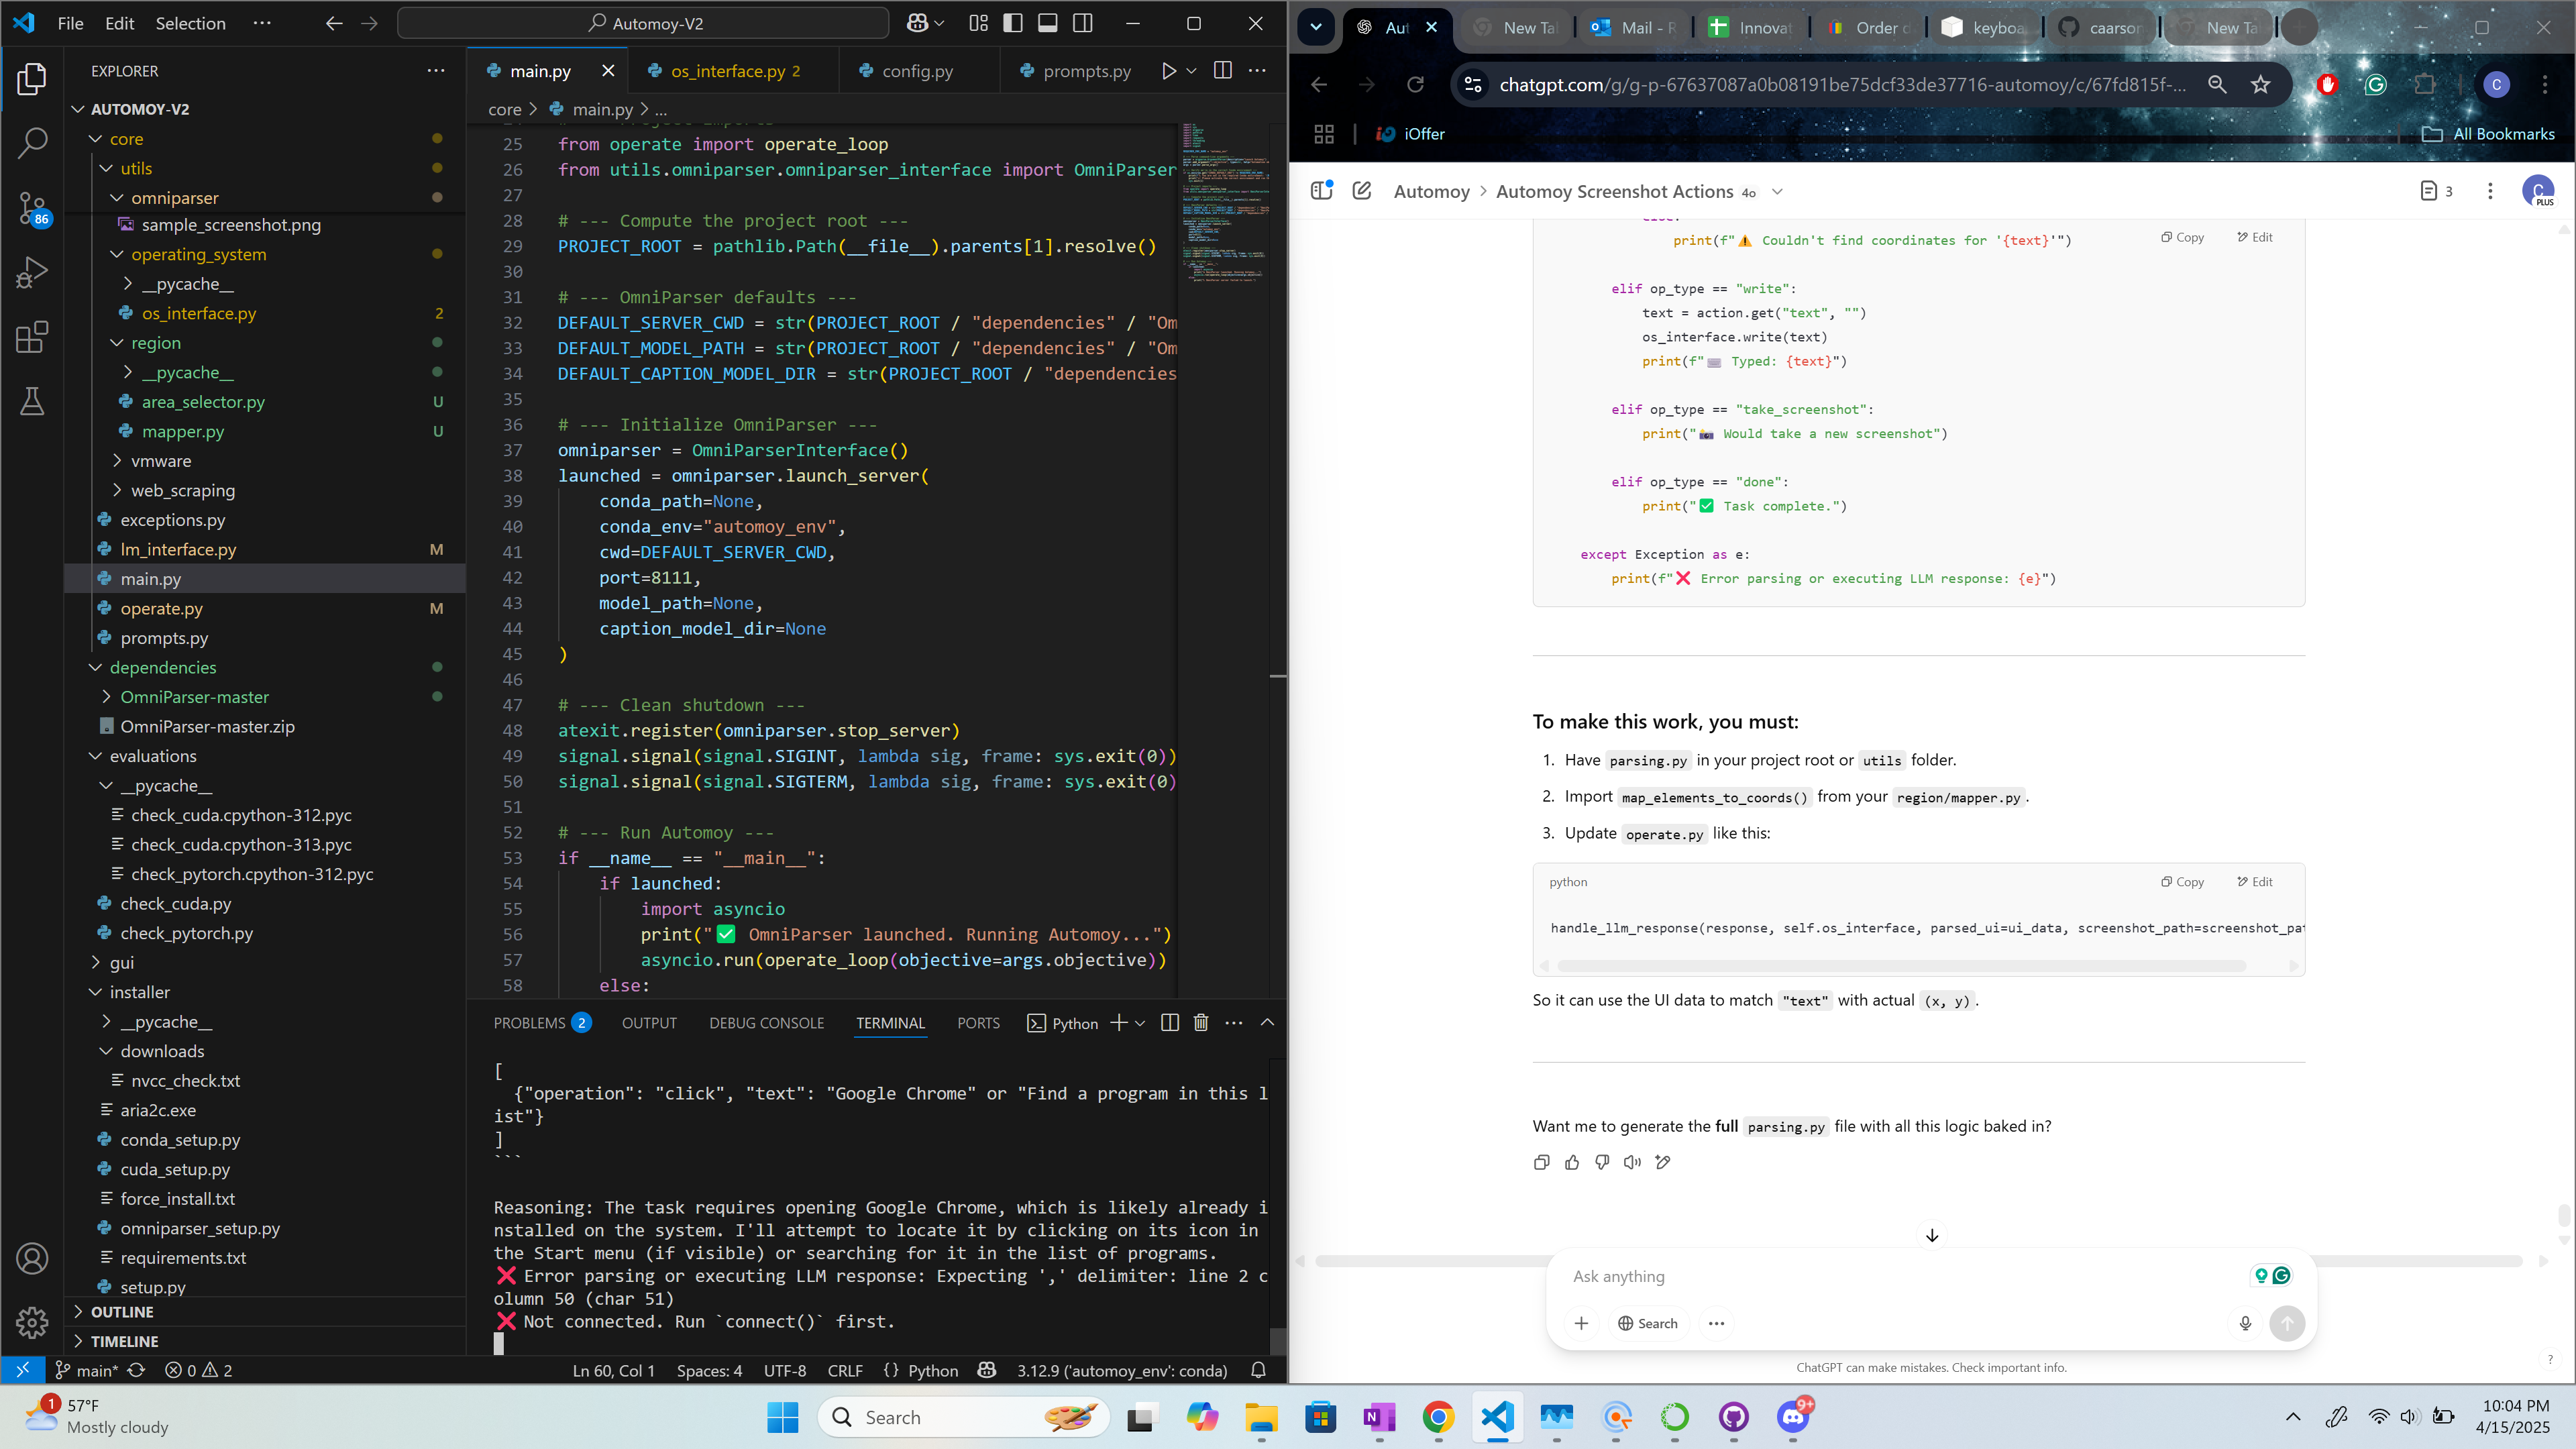 File Edit Selection ··· Automoy-V2
EXPLORER
AUTOMOY-V2
core
utils
omniparser
sample_screenshot.png
operating_system
__pycache__
os_interface.py 2
region
__pycache__
area_selector.py U
mapper.py U
vmware
web_scraping
exceptions.py
lm_interface.py M
main.py
operate.py M
prompts.py
dependencies
OmniParser-master
OmniParser-master.zip
evaluations
__pycache__
check_cuda.cpython-312.pyc
check_cuda.cpython-313.pyc
check_pytorch.cpython-312.pyc
check_cuda.py
check_pytorch.py
gui
installer
__pycache__
downloads
nvcc_check.txt
aria2c.exe
conda_setup.py
cuda_setup.py
force_install.txt
omniparser_setup.py
requirements.txt
setup.py
OUTLINE
TIMELINE
86
main.py os_interface.py 2 config.py prompts.py
core > main.py > ...
25 from operate import operate_loop
26 from utils.omniparser.omniparser_interface import OmniParser
27
28 # --- Compute the project root ---
29 PROJECT_ROOT = pathlib.Path(__file__).parents[1].resolve()
30
31 # --- OmniParser defaults ---
32 DEFAULT_SERVER_CWD = str(PROJECT_ROOT / "dependencies" / "Om
33 DEFAULT_MODEL_PATH = str(PROJECT_ROOT / "dependencies" / "Om
34 DEFAULT_CAPTION_MODEL_DIR = str(PROJECT_ROOT / "dependencies
35
36 # --- Initialize OmniParser ---
37 omniparser = OmniParserInterface()
38 launched = omniparser.launch_server(
39 conda_path=None,
40 conda_env="automoy_env",
41 cwd=DEFAULT_SERVER_CWD,
42 port=8111,
43 model_path=None,
44 caption_model_dir=None
45 )
46
47 # --- Clean shutdown ---
48 atexit.register(omniparser.stop_server)
49 signal.signal(signal.SIGINT, lambda sig, frame: sys.exit(0))
50 signal.signal(signal.SIGTERM, lambda sig, frame: sys.exit(0)
51
52 # --- Run Automoy ---
53 if __name__ == "__main__":
54 if launched:
55 import asyncio
56 print("✅ OmniParser launched. Running Automoy...")
57 asyncio.run(operate_loop(objective=args.objective))
58 else:
PROBLEMS 2 OUTPUT DEBUG CONSOLE TERMINAL PORTS Python
[
{"operation": "click", "text": "Google Chrome" or "Find a program in this l
ist"}
]
```
Reasoning: The task requires opening Google Chrome, which is likely already i
nstalled on the system. I'll attempt to locate it by clicking on its icon in
the Start menu (if visible) or searching for it in the list of programs.
❌ Error parsing or executing LLM response: Expecting ',' delimiter: line 2 c
olumn 50 (char 51)
❌ Not connected. Run `connect()` first.
main* 0 2 Ln 60, Col 1 Spaces: 4 UTF-8 CRLF {} Python 3.12.9 ('automoy_env': conda)
Aut New Ta Mail - R Innovat Order d keyboa caarson New Ta
chatgpt.com/g/g-p-67637087a0b08191be75dcf33de37716-automoy/c/67fd815f-... C
iOffer All Bookmarks
Automoy > Automoy Screenshot Actions 4o 3 C PLUS
else:
print(f"⚠️ Couldn't find coordinates for '{text}'") Copy Edit
elif op_type == "write":
text = action.get("text", "")
os_interface.write(text)
print(f"⌨️ Typed: {text}")
elif op_type == "take_screenshot":
print("📸 Would take a new screenshot")
elif op_type == "done":
print("✅ Task complete.")
except Exception as e:
print(f"❌ Error parsing or executing LLM response: {e}")
To make this work, you must:
1. Have parsing.py in your project root or utils folder.
2. Import map_elements_to_coords() from your region/mapper.py.
3. Update operate.py like this:
python Copy Edit
handle_llm_response(response, self.os_interface, parsed_ui=ui_data, screenshot_path=screenshot_pat
So it can use the UI data to match "text" with actual (x, y).
Want me to generate the full parsing.py file with all this logic baked in?
Ask anything
Search
ChatGPT can make mistakes. Check important info.
?
1 57°F
Mostly cloudy
Search
9+
10:04 PM
4/15/2025